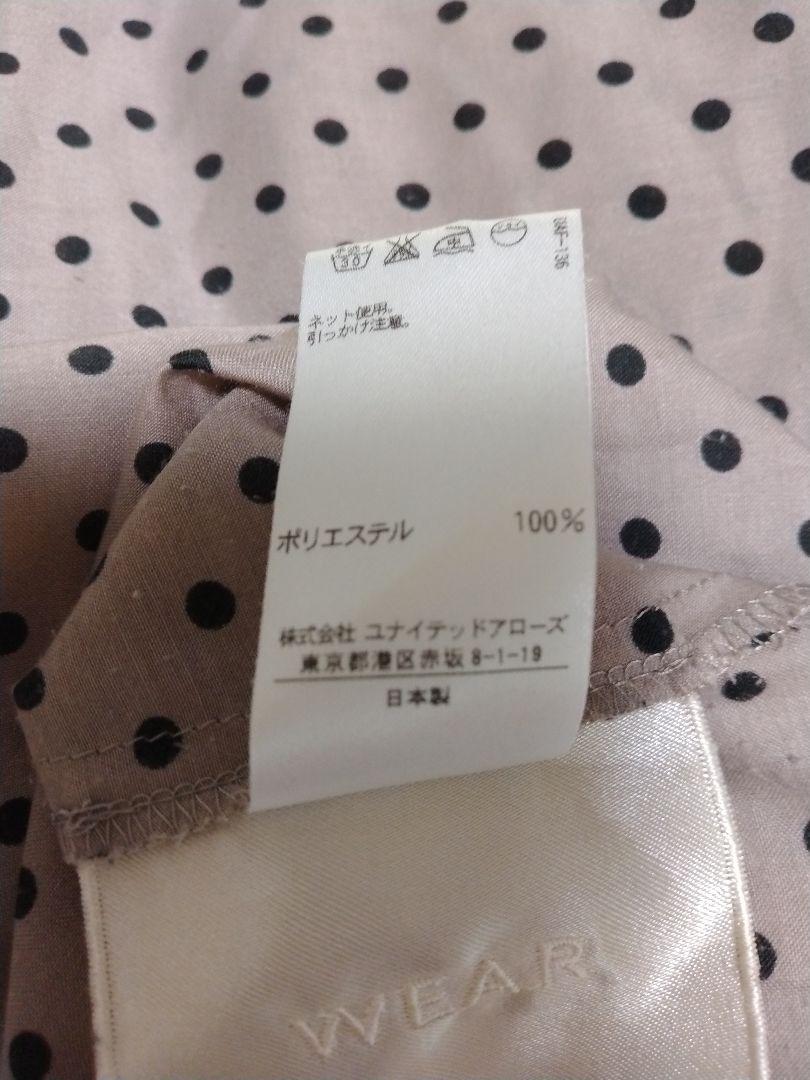 手洗イ
30
中
ネット使用。
引っかけ注意。
ポリエステル 100%
株式会社 ユナイテッドアローズ
東京都港区赤坂 8-1-19
日本製
WEAR